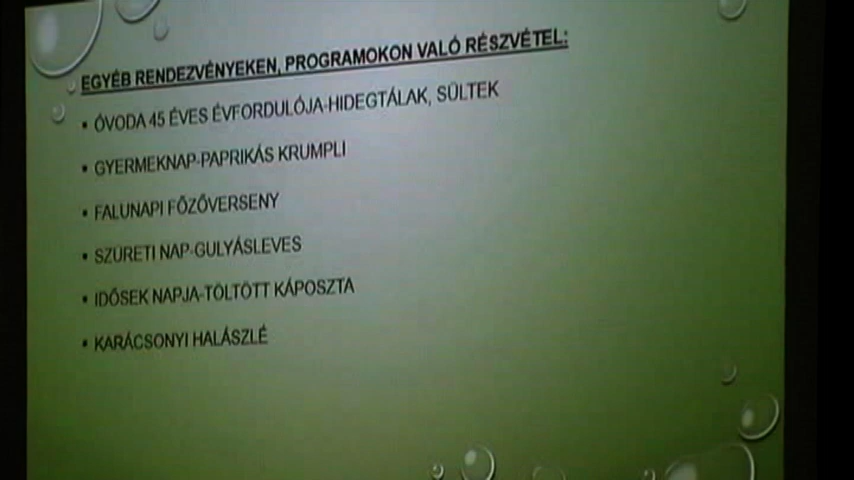 EGYÉB RENDEZVÉNYEKEN, PROGRAMOKON VALÓ RÉSZVÉTEL:
▪ ÓVODA 45 ÉVES ÉVFORDULÓJA-HIDEGTÁLAK, SÜLTEK
▪ GYERMEKNAP-PAPRIKÁS KRUMPLI
▪ FALUNAPI FŐZŐVERSENY
▪ SZÜRETI NAP-GULYÁSLEVES
▪ IDŐSEK NAPJA-TÖLTÖTT KÁPOSZTA
▪ KARÁCSONYI HALÁSZLÉ